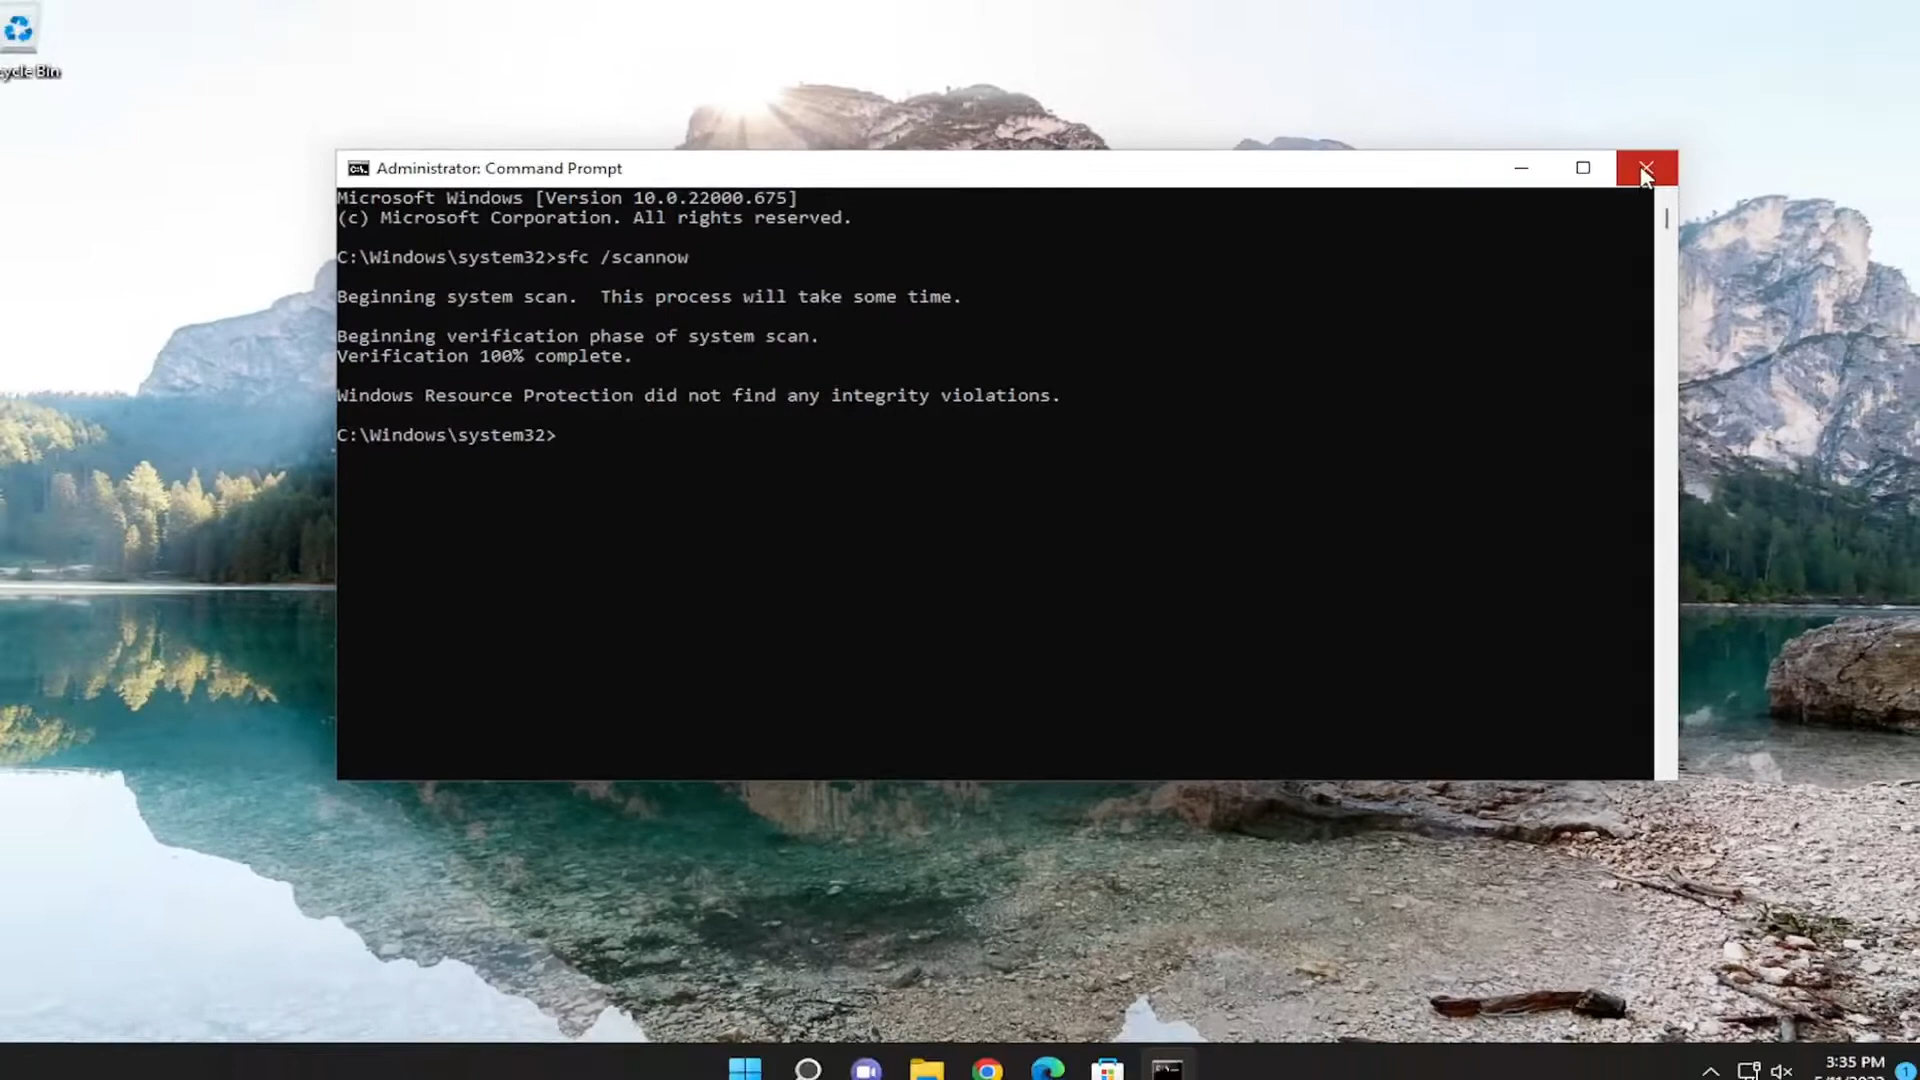 Administrator: Command Prompt
Microsoft Windows [Version 10.0.22000.675]
(c) Microsoft Corporation. All rights reserved.
C:\Windows\system32>sfc /scannow
Beginning system scan.  This process will take some time.
Beginning verification phase of system scan.
Verification 100% complete.
Windows Resource Protection did not find any integrity violations.
C:\Windows\system32>
3:35 PM
1